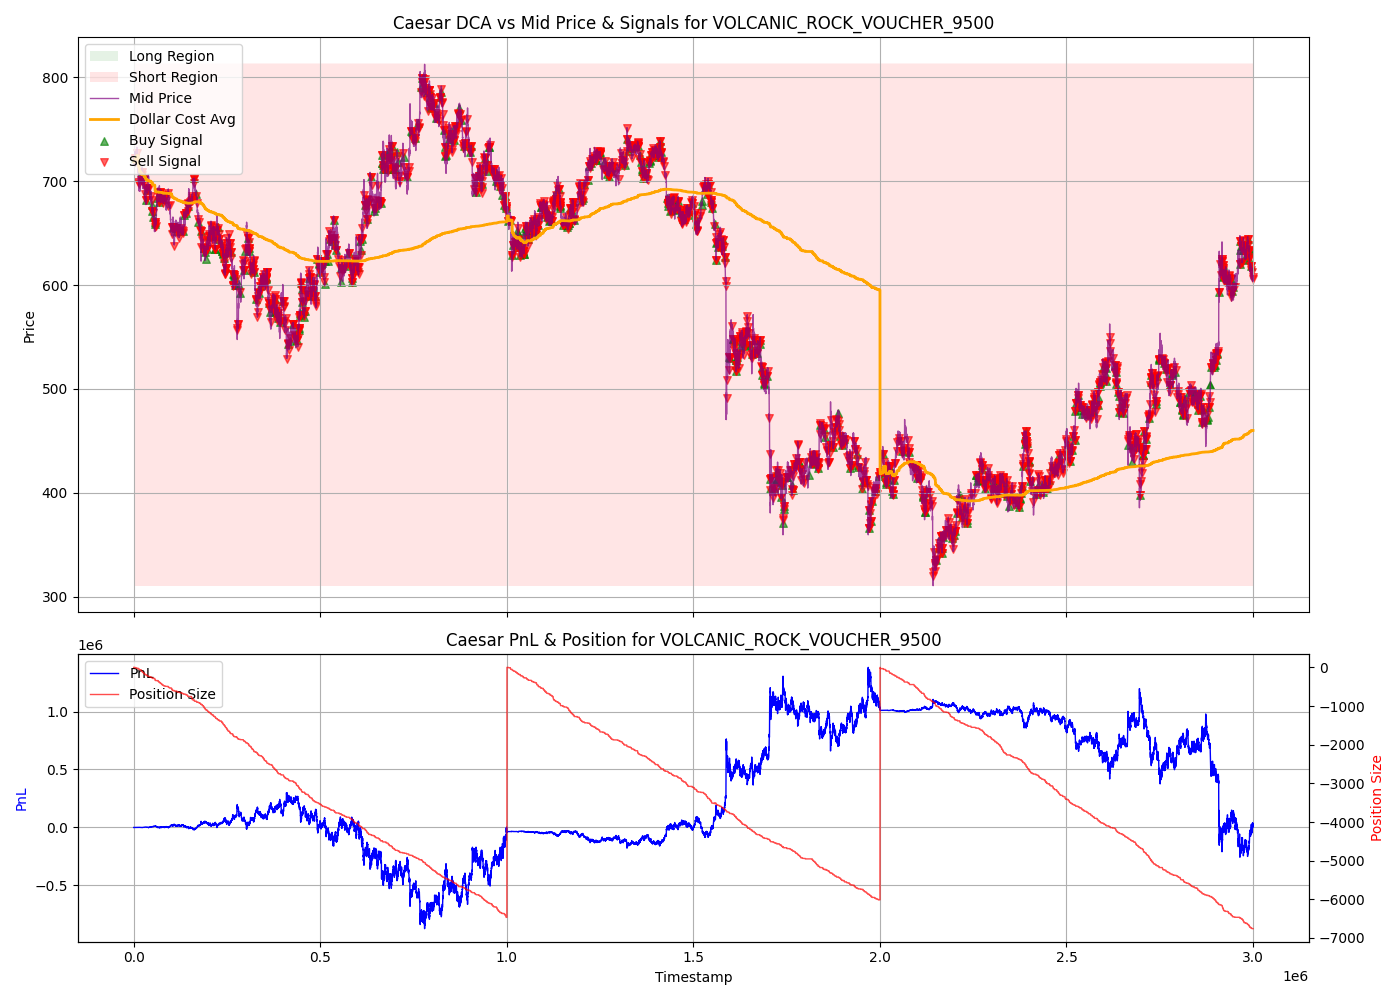 Caesar DCA vs Mid Price & Signals for VOLCANIC_ROCK_VOUCHER_9500
Long Region
Short Region
Mid Price
Dollar Cost Avg
Buy Signal
Sell Signal
800
700
600
500
400
300
Price
Caesar PnL & Position for VOLCANIC_ROCK_VOUCHER_9500
1e6
PnL
Position Size
1.0
0.5
0.0
−0.5
PnL
0
−1000
−2000
−3000
−4000
−5000
−6000
−7000
Position Size
0.0
0.5
1.0
1.5
2.0
2.5
3.0
Timestamp
1e6